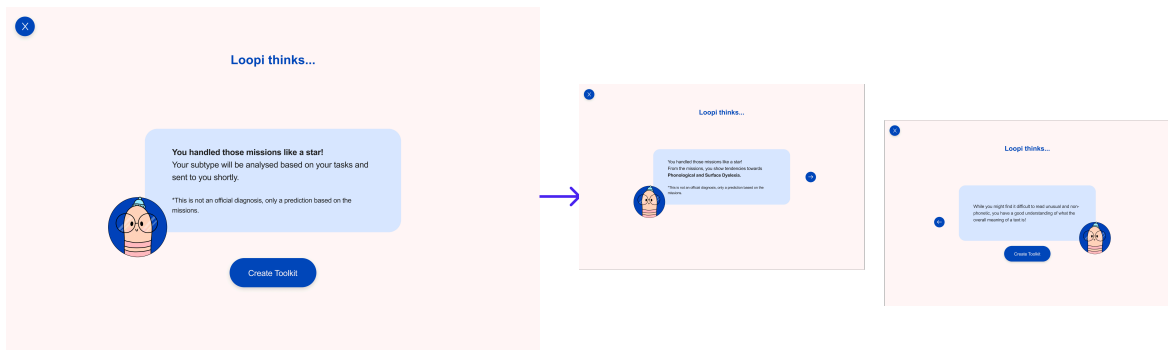 X
Loopi thinks...
You handled those missions like a star!
Your subtype will be analysed based on your tasks and
sent to you shortly.
*This is not an official diagnosis, only a prediction based on the
missions.
Create Toolkit
X
Loopi thinks...
You handled those missions like a star!
From the missions, you show tendencies towards
Phonological and Surface Dyslexia.
*This is not an official diagnosis, only a prediction based on the
missions.
X
Loopi thinks...
While you might find it difficult to read unusual and non-
phonetic, you have a good understanding of what the
overall meaning of a text is!
Create Toolkit